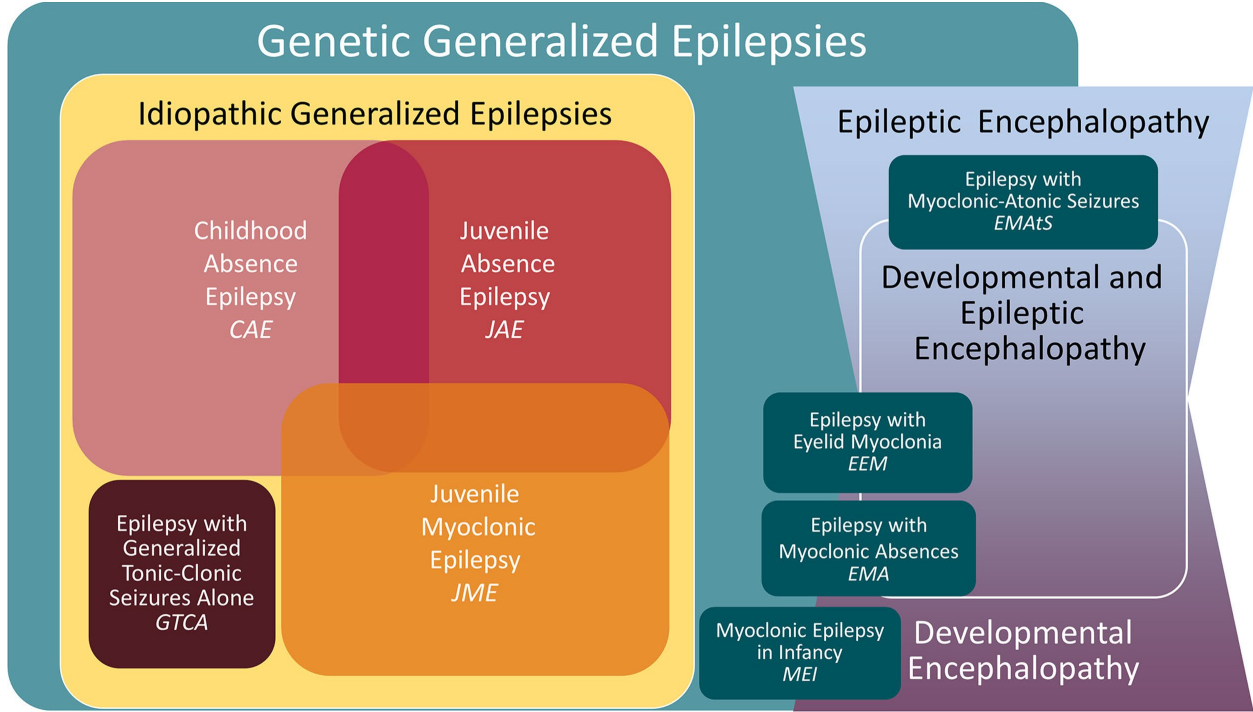 Genetic Generalized Epilepsies
Idiopathic Generalized Epilepsies
Childhood
Absence
Epilepsy
CAE
Juvenile
Absence
Epilepsy
JAE
Epilepsy with
Generalized
Tonic-Clonic
Seizures Alone
GTCA
Juvenile
Myoclonic
Epilepsy
JME
Epileptic Encephalopathy
Epilepsy with
Myoclonic-Atonic Seizures
EMAtS
Developmental and
Epileptic
Encephalopathy
Epilepsy with
Eyelid Myoclonia
EEM
Epilepsy with
Myoclonic Absences
EMA
Myoclonic Epilepsy
in Infancy
MEI
Developmental
Encephalopathy